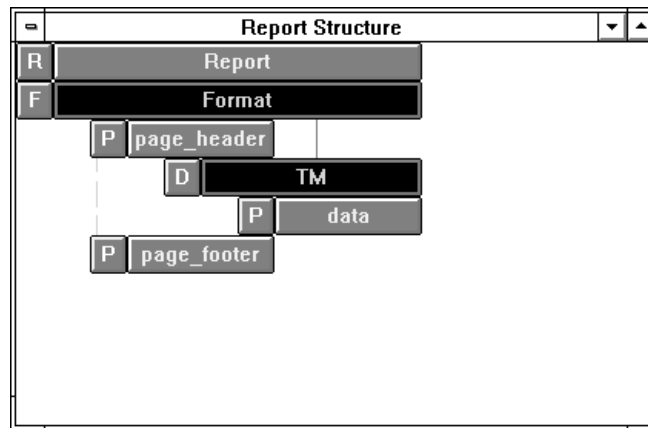 Report Structure
R Report
F Format
P page_header
D TM
P data
P page_footer